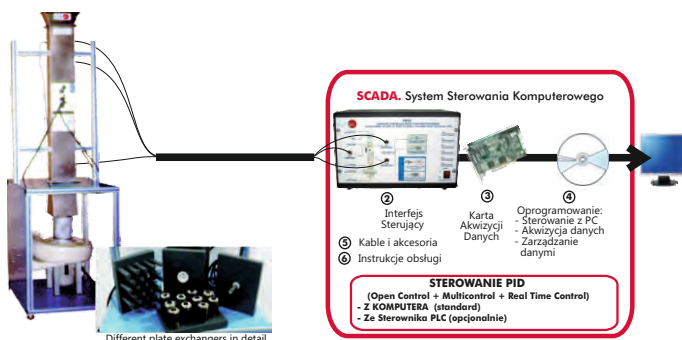 SCADA. System Sterowania Komputerowego
②
Interfejs
Sterujący
③
Karta
Akwizycji
Danych
④
Oprogramowanie:
- Sterowanie z PC
- Akwizycja danych
- Zarządzanie
danymi
⑤ Kable i akcesoria
⑥ Instrukcje obsługi
STEROWANIE PID
(Open Control + Multicontrol + Real Time Control)
- Z KOMPUTERA (standard)
- Ze Sterownika PLC (opcjonalnie)
Different plate exchangers in detail